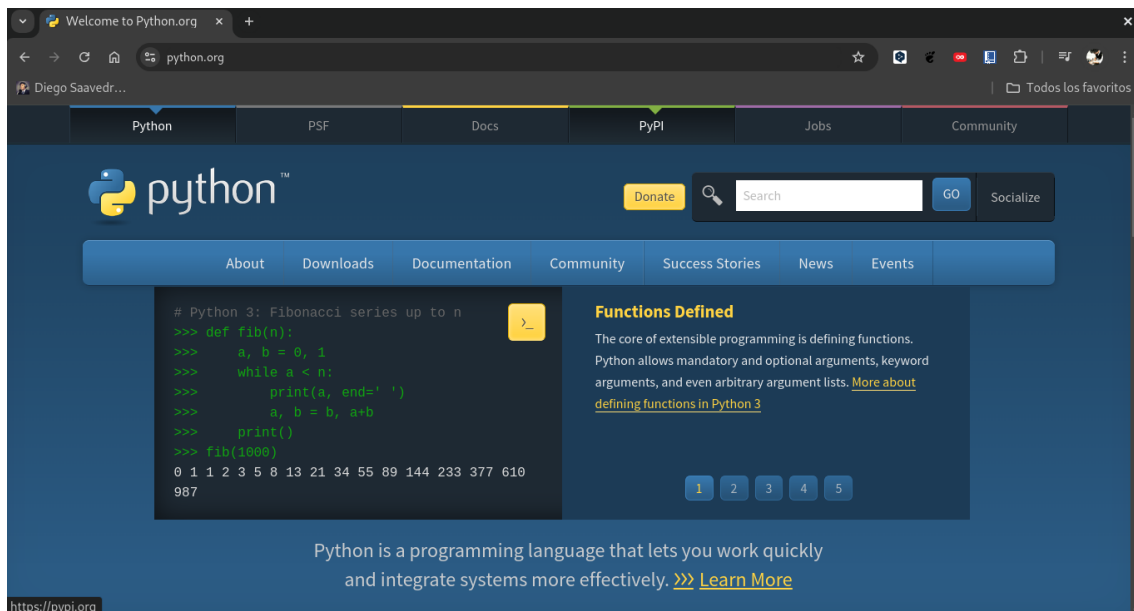 Welcome to Python.org
python.org
Diego Saavedr...
Todos los favoritos
Python PSF Docs PyPI Jobs Community
python™
Donate Search GO Socialize
About Downloads Documentation Community Success Stories News Events
# Python 3: Fibonacci series up to n
>>> def fib(n):
>>>     a, b = 0, 1
>>>     while a < n:
>>>         print(a, end=' ')
>>>         a, b = b, a+b
>>>     print()
>>> fib(1000)
0 1 1 2 3 5 8 13 21 34 55 89 144 233 377 610
987
>_
Functions Defined
The core of extensible programming is defining functions.
Python allows mandatory and optional arguments, keyword
arguments, and even arbitrary argument lists. More about
defining functions in Python 3
1 2 3 4 5
Python is a programming language that lets you work quickly
and integrate systems more effectively. >>> Learn More
https://pypi.org